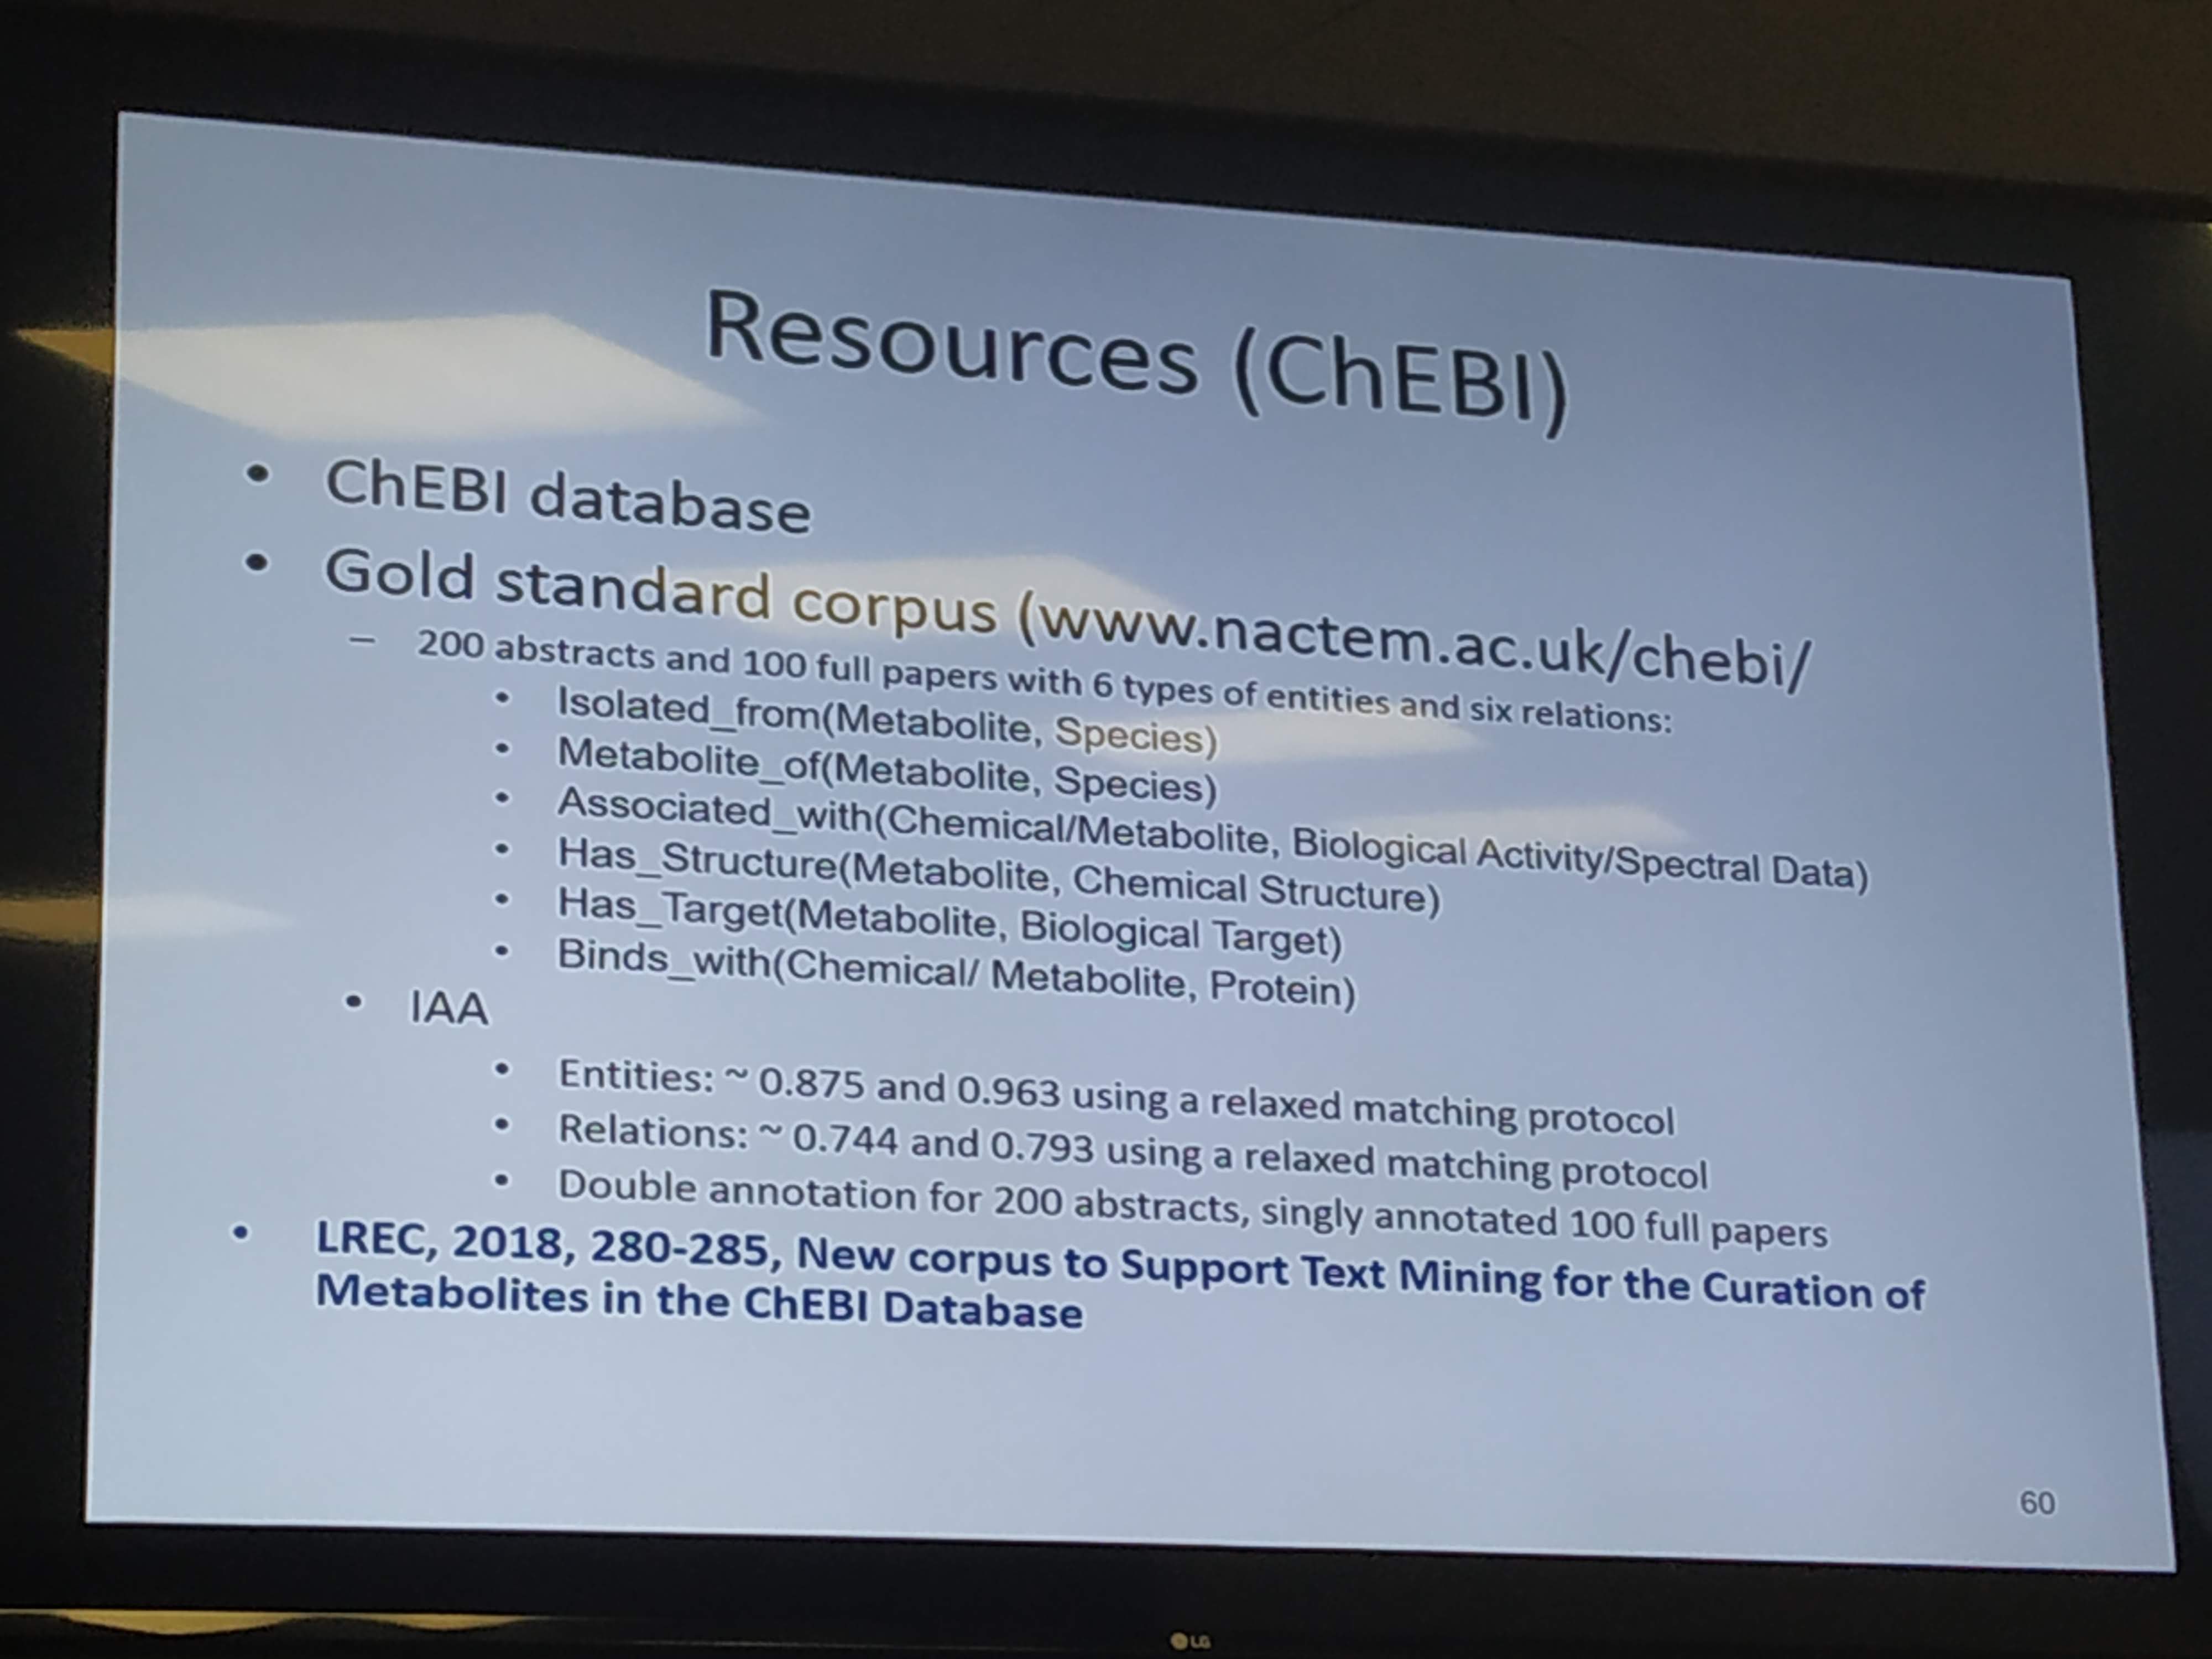 Resources (ChEBI)
• ChEBI database
• Gold standard corpus (www.nactem.ac.uk/chebi/
– 200 abstracts and 100 full papers with 6 types of entities and six relations:
• Isolated_from(Metabolite, Species)
• Metabolite_of(Metabolite, Species)
• Associated_with(Chemical/Metabolite, Biological Activity/Spectral Data)
• Has_Structure(Metabolite, Chemical Structure)
• Has_Target(Metabolite, Biological Target)
• Binds_with(Chemical/ Metabolite, Protein)
• IAA
• Entities: ~ 0.875 and 0.963 using a relaxed matching protocol
• Relations: ~ 0.744 and 0.793 using a relaxed matching protocol
• Double annotation for 200 abstracts, singly annotated 100 full papers
• LREC, 2018, 280-285, New corpus to Support Text Mining for the Curation of
Metabolites in the ChEBI Database
60
LG